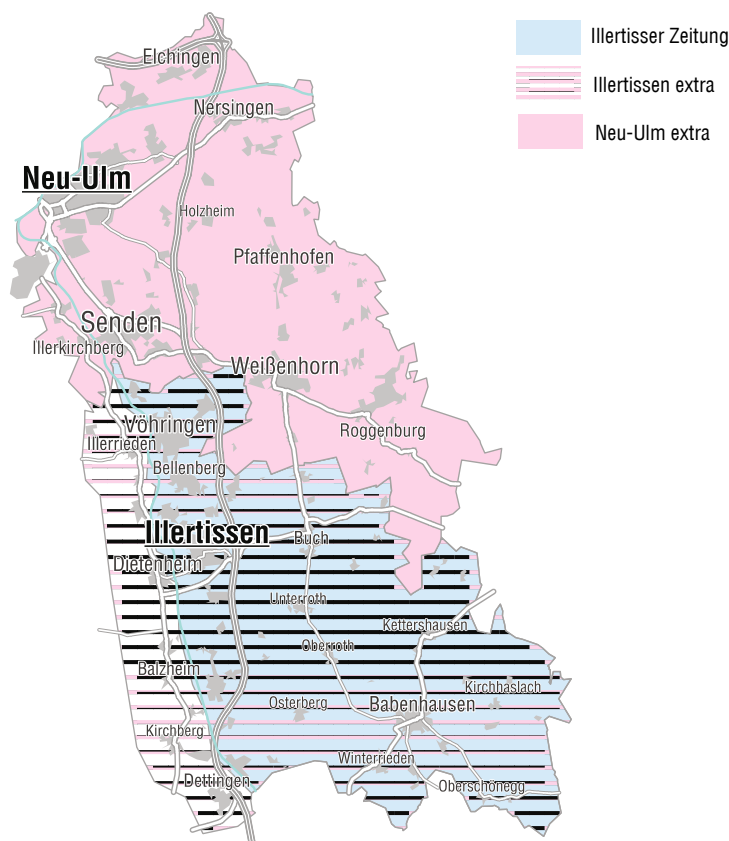 Illertisser Zeitung
Illertissen extra
Neu-Ulm extra
Elchingen
Nersingen
Neu-Ulm
Holzheim
Pfaffenhofen
Senden
Illerkirchberg
Weißenhorn
Vöhringen
Roggenburg
Illerrieden
Bellenberg
Illertissen
Buch
Dietenheim
Unterroth
Kettershausen
Oberroth
Balzheim
Kirchhaslach
Osterberg
Babenhausen
Kirchberg
Winterrieden
Dettingen
Oberschönegg